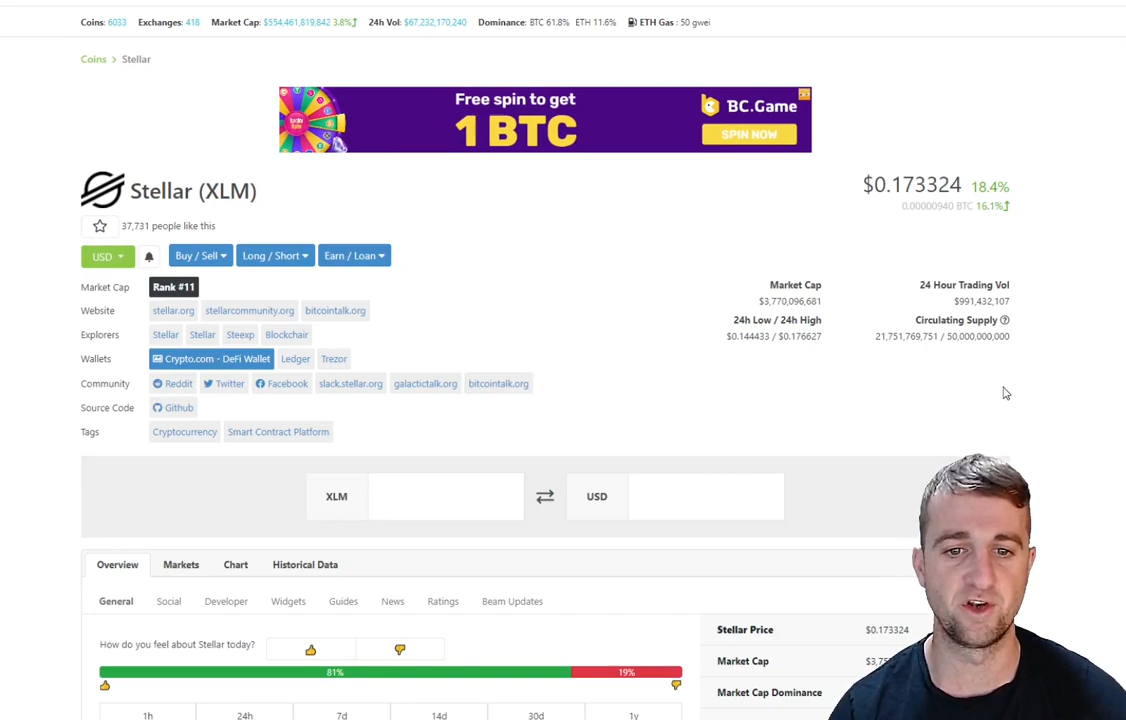 Coins: 6033 Exchanges: 418 Market Cap: $554,461,819,842 3.8% 24h Vol: $67,232,170,240 Dominance: BTC 61.8% ETH 11.6% ETH Gas : 50 gwei
Coins > Stellar
Free spin to get
1 BTC
BC.Game
SPIN NOW
Stellar (XLM)
$0.173324 18.4%
0.00000940 BTC 16.1%
37,731 people like this
USD Buy / Sell Long / Short Earn / Loan
Market Cap Rank #11
Market Cap 24 Hour Trading Vol
$3,770,096,681 $991,432,107
Website stellar.org stellarcommunity.org bitcointalk.org
24h Low / 24h High Circulating Supply
$0.144433 / $0.176627 21,751,769,751 / 50,000,000,000
Explorers Stellar Stellar Steexp Blockchair
Wallets Crypto.com - DeFi Wallet Ledger Trezor
Community Reddit Twitter Facebook slack.stellar.org galactictalk.org bitcointalk.org
Source Code Github
Tags Cryptocurrency Smart Contract Platform
XLM USD
Overview Markets Chart Historical Data
General Social Developer Widgets Guides News Ratings Beam Updates
How do you feel about Stellar today?
81% 19%
1h 24h 7d 14d 30d 1y
Stellar Price $0.173324
Market Cap
Market Cap Dominance